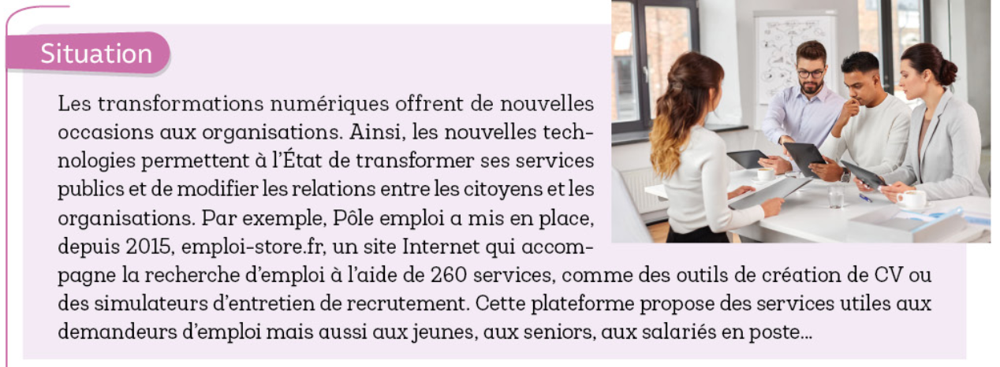 Situation
Les transformations numériques offrent de nouvelles
occasions aux organisations. Ainsi, les nouvelles tech-
nologies permettent à l'État de transformer ses services
publics et de modifier les relations entre les citoyens et les
organisations. Par exemple, Pôle emploi a mis en place,
depuis 2015, emploi-store.fr, un site Internet qui accom-
pagne la recherche d'emploi à l'aide de 260 services, comme des outils de création de CV ou
des simulateurs d'entretien de recrutement. Cette plateforme propose des services utiles aux
demandeurs d'emploi mais aussi aux jeunes, aux seniors, aux salariés en poste...